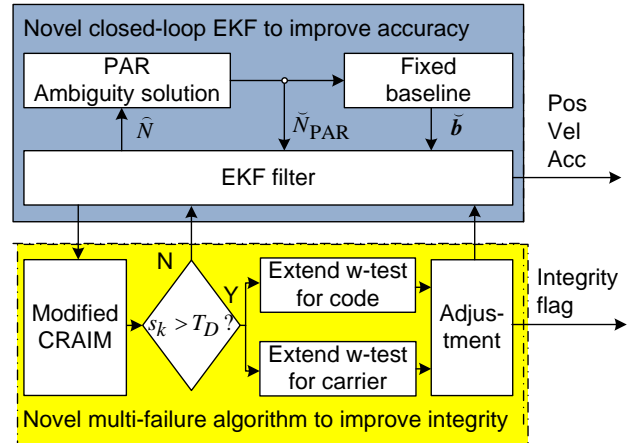 Novel closed-loop EKF to improve accuracy
PAR
Ambiguity solution
Fixed
baseline
Pos
Vel
Acc
N̂
N̆PAR
b̆
EKF filter
N
Y
Modified
CRAIM
sk > TD ?
Extend w-test
for code
Extend w-test
for carrier
Adjus-
tment
Integrity
flag
Novel multi-failure algorithm to improve integrity